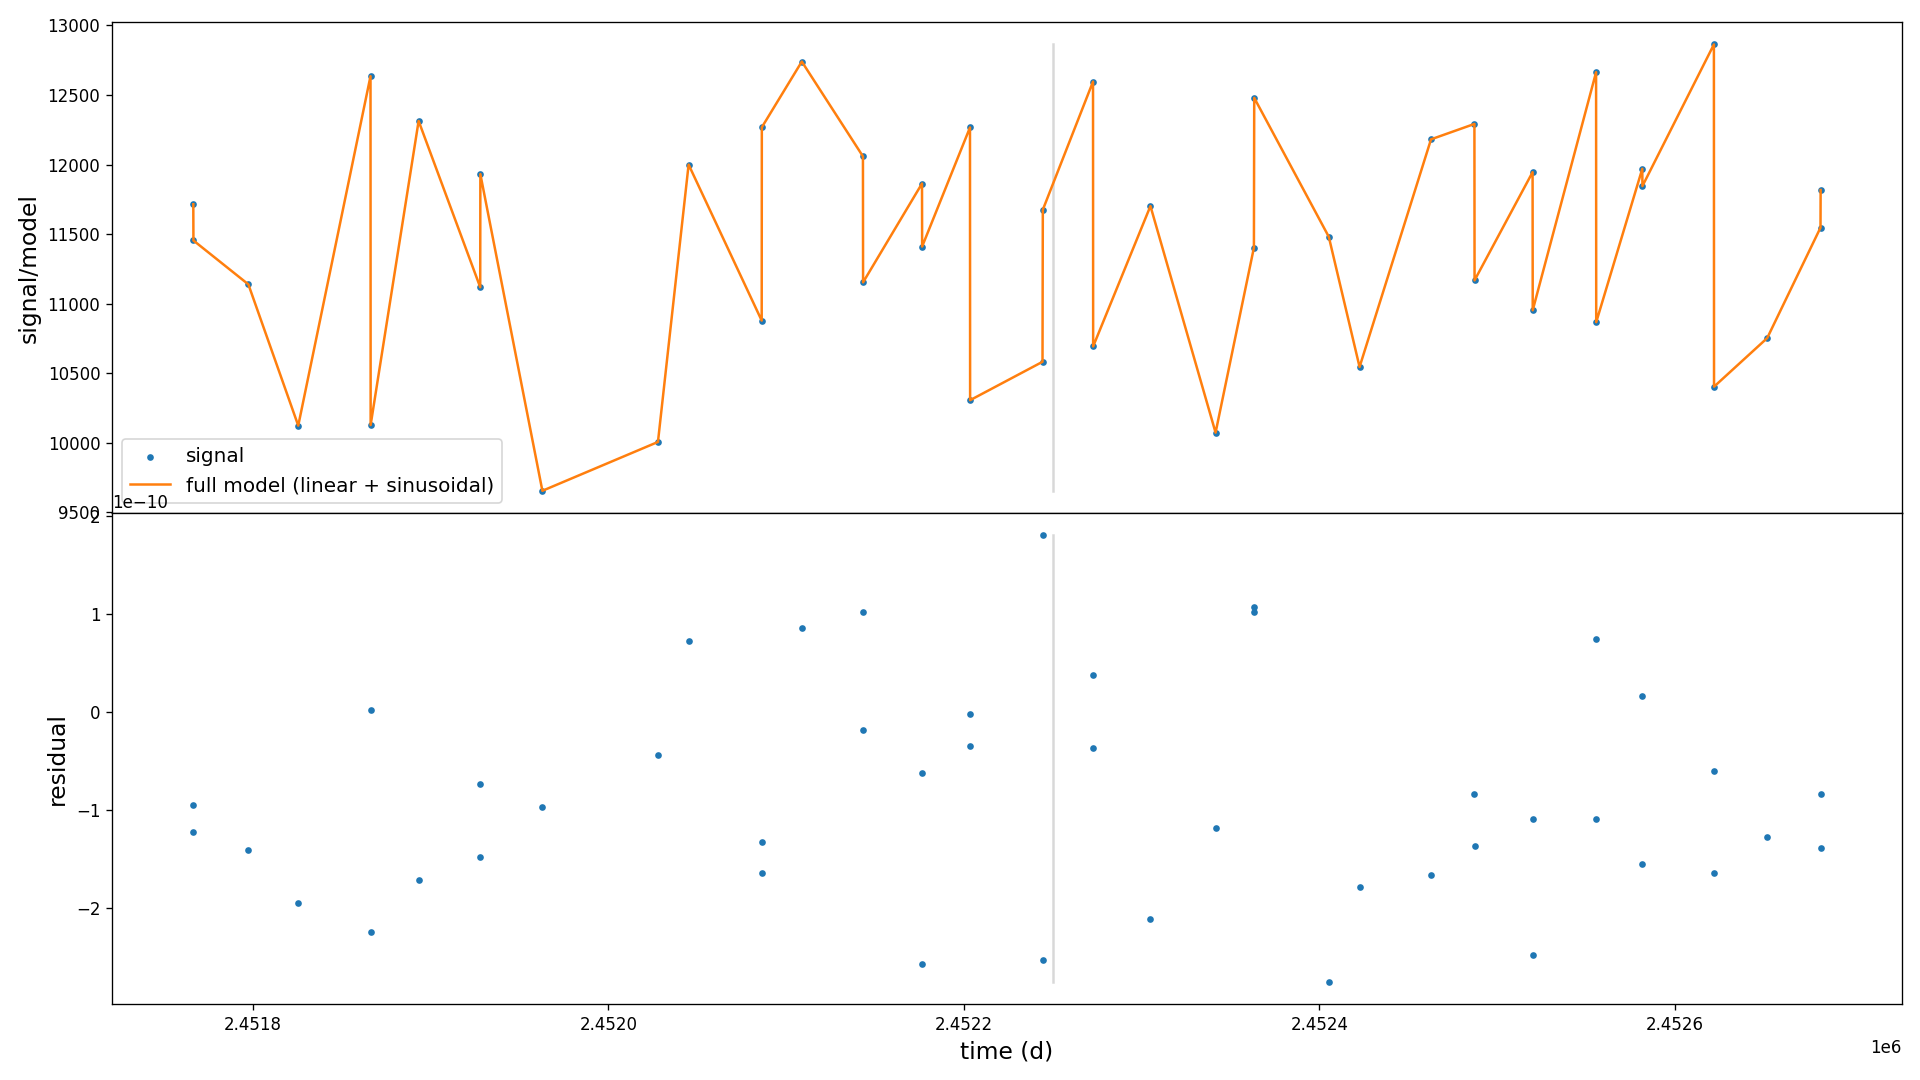 13000
12500
12000
11500
11000
10500
10000
9500
signal/model
signal
full model (linear + sinusoidal)
1e−10
2
1
0
−1
−2
residual
2.4518
2.4520
2.4522
2.4524
2.4526
time (d)
1e6